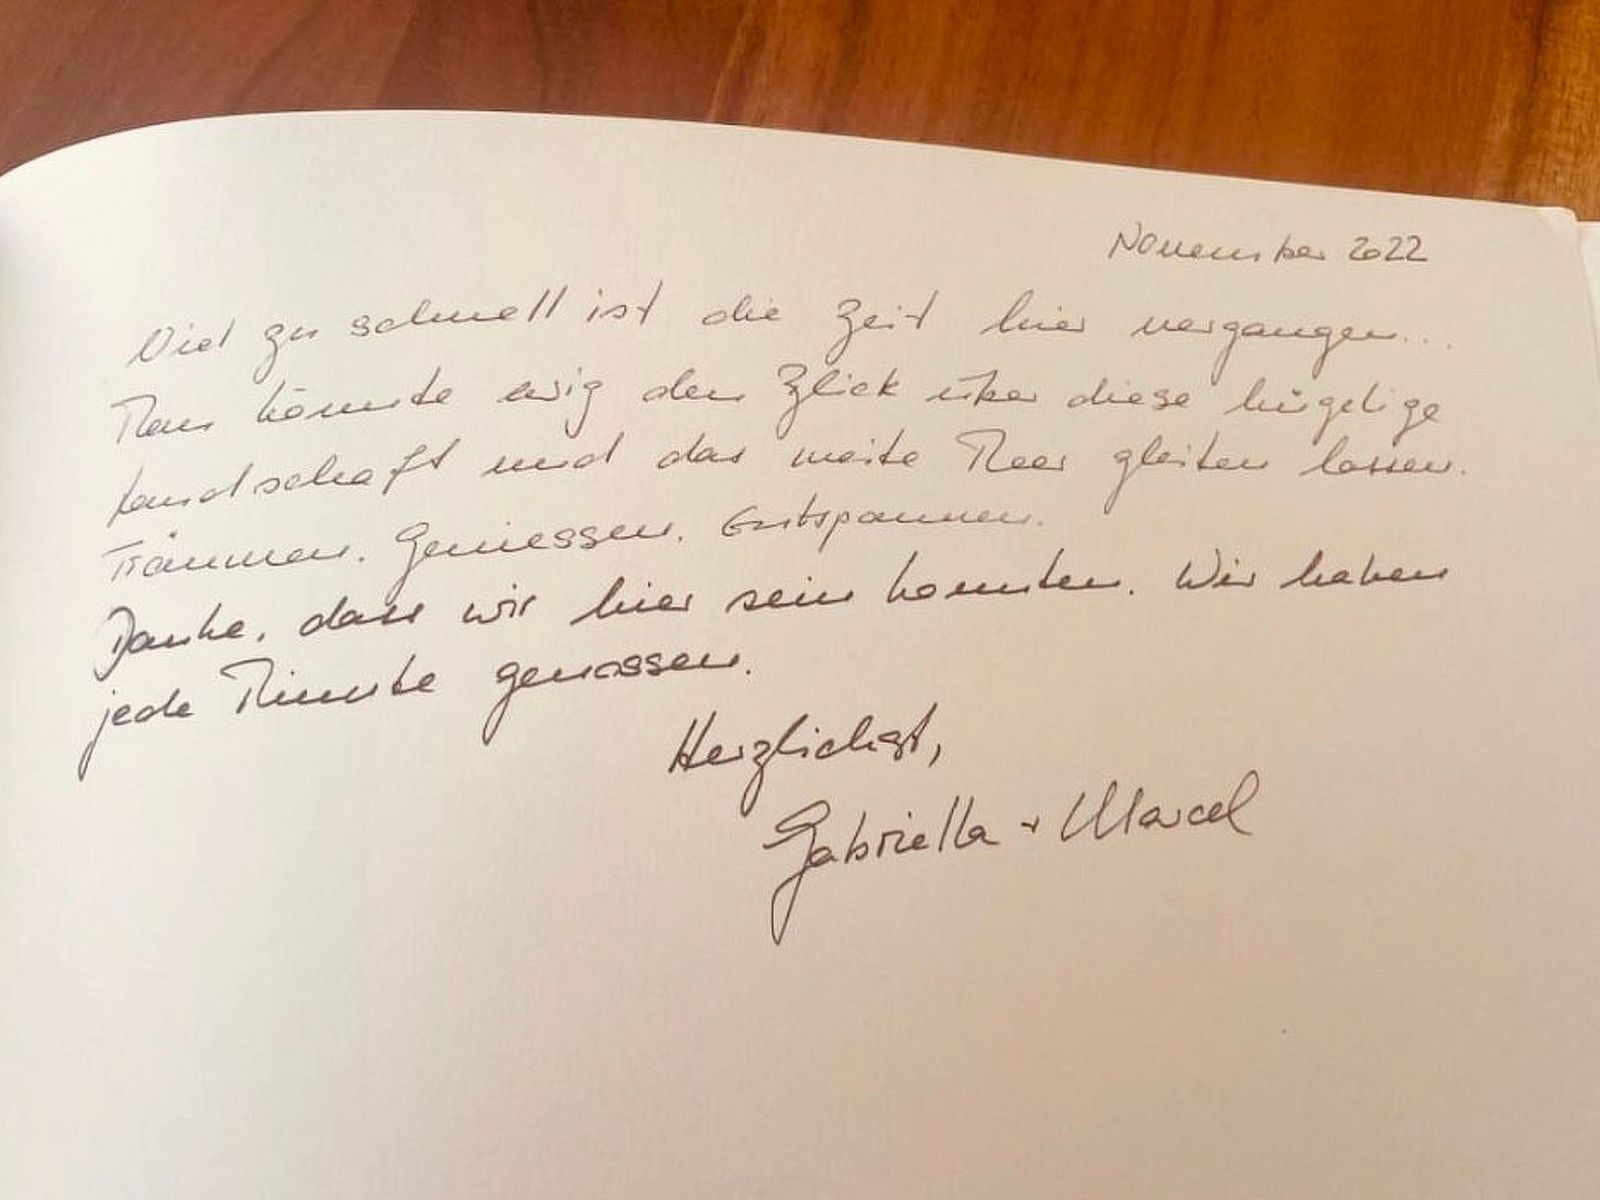 November 2022
Viel zu schnell ist die Zeit hier vergangen...
Man könnte ewig den Blick über diese hügelige
Landschaft und das weite Meer gleiten lassen.
Träumen. Geniessen. Entspannen.
Danke, dass wir hier sein konnten. Wir haben
jede Minute genossen.
Herzlichst,
Gabriella + Marcel